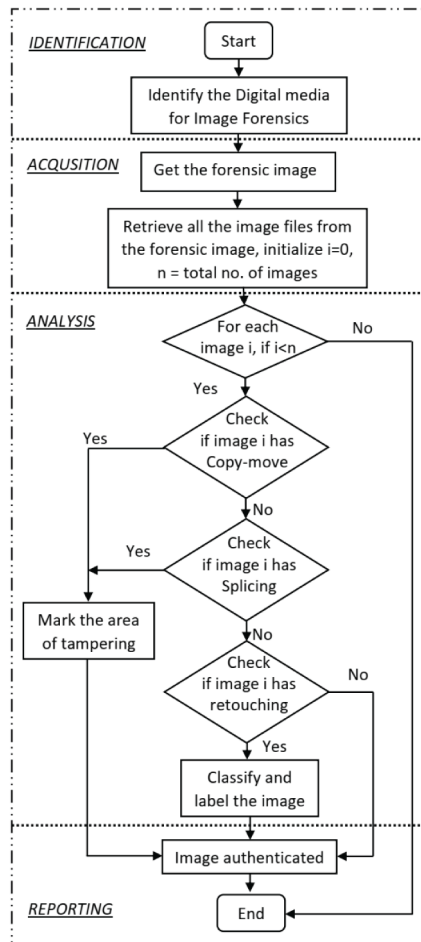 IDENTIFICATION
Start
Identify the Digital media
for Image Forensics
ACQUSITION
Get the forensic image
Retrieve all the image files from
the forensic image, initialize i=0,
n = total no. of images
ANALYSIS
For each
image i, if i<n
No
Yes
Check
if image i has
Copy-move
Yes
No
Check
if image i has
Splicing
Yes
No
Mark the area
of tampering
Check
if image i has
retouching
No
Yes
Classify and
label the image
Image authenticated
REPORTING
End